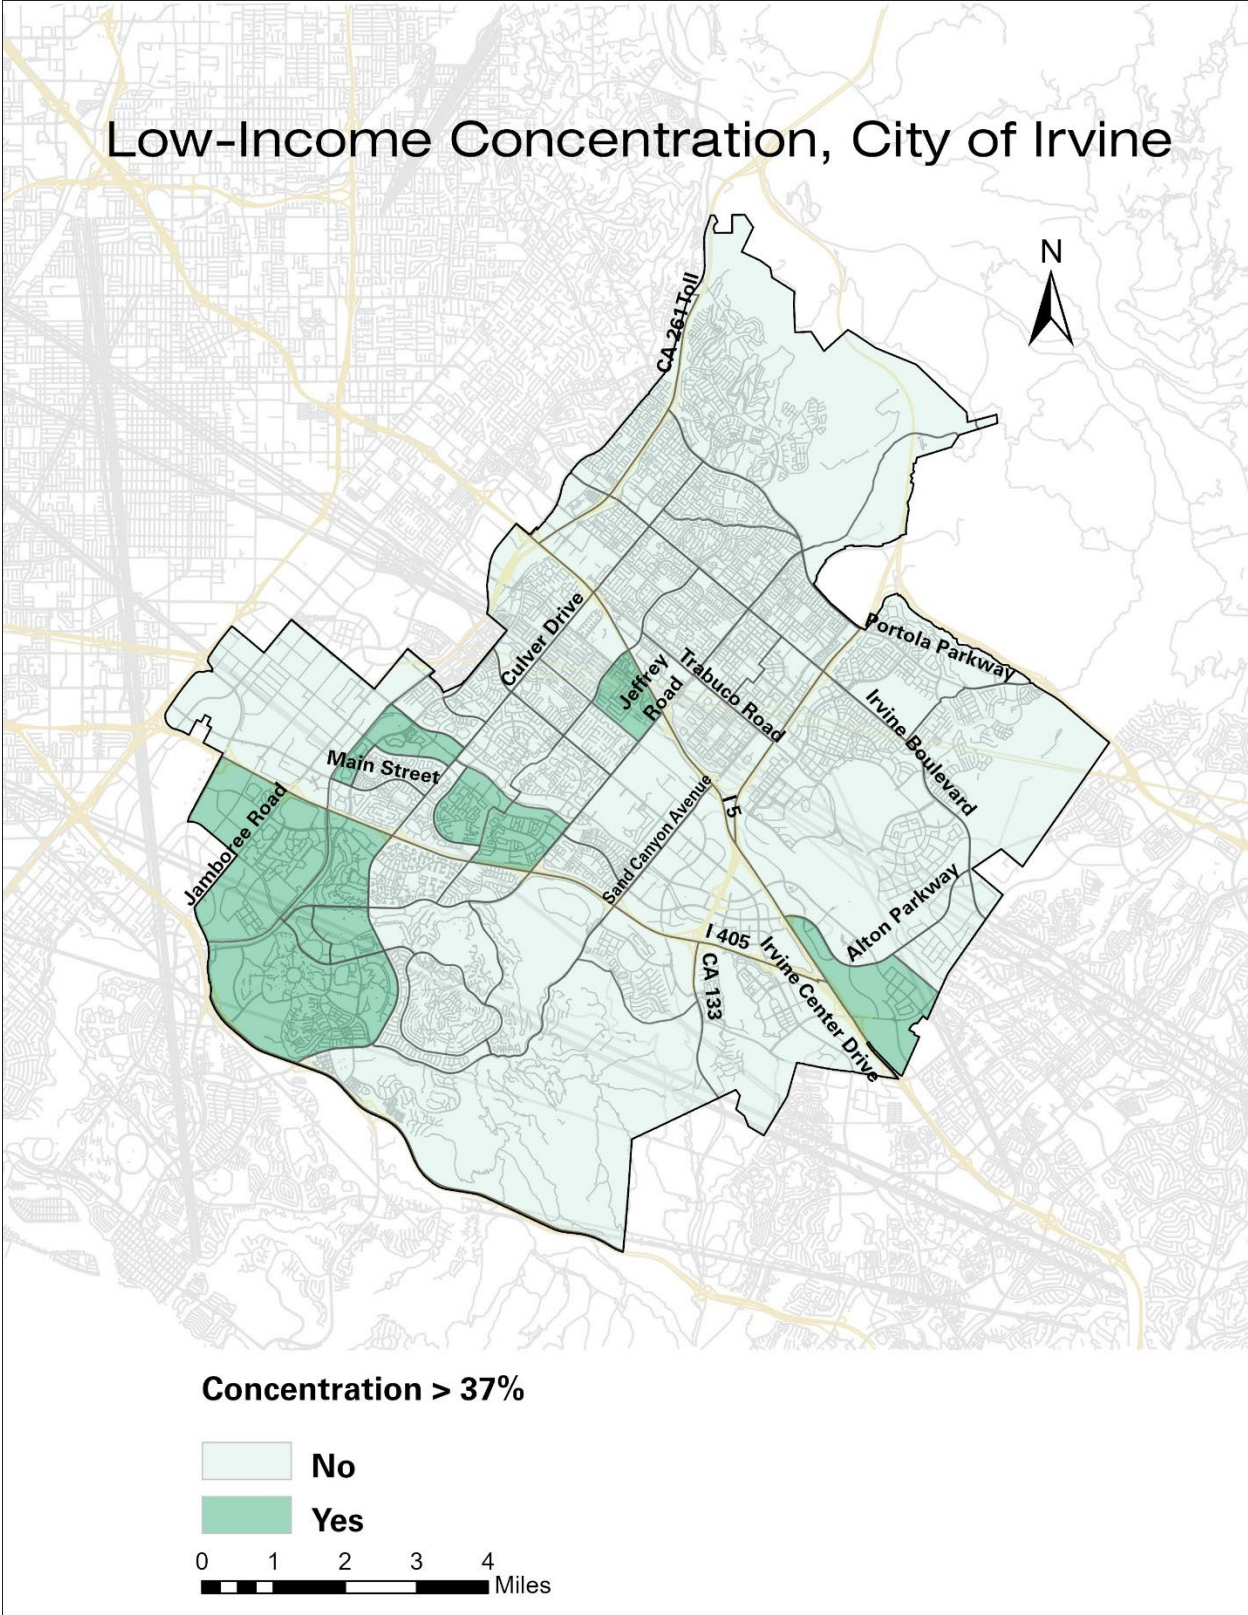 Low-Income Concentration, City of Irvine
N
CA 261Toll
Culver Drive
Portola Parkway
Jeffrey
Road
Trabuco Road
Irvine Boulevard
Main Street
Jamboree Road
I 5
Sand Canyon Avenue
Alton Parkway
I 405
CA 133
Irvine Center Drive
Concentration > 37%
No
Yes
0 1 2 3 4
Miles